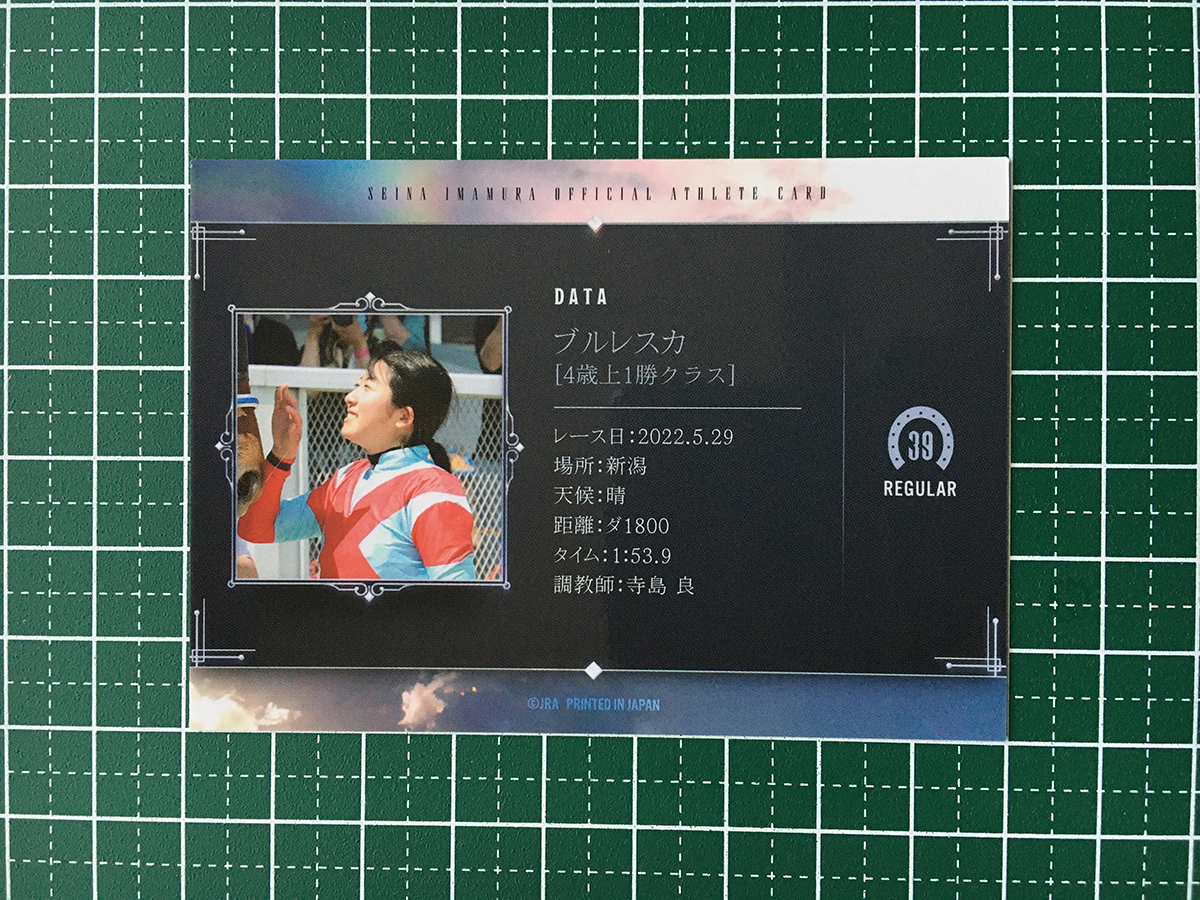 SEINA IMAMURA OFFICIAL ATHLETE CARD
DATA
ブルレスカ
[4歳上1勝クラス]
レース日:2022.5.29
場所:新潟
天候:晴
距離:ダ1800
タイム:1:53.9
調教師:寺島 良
39
REGULAR
©JRA PRINTED IN JAPAN